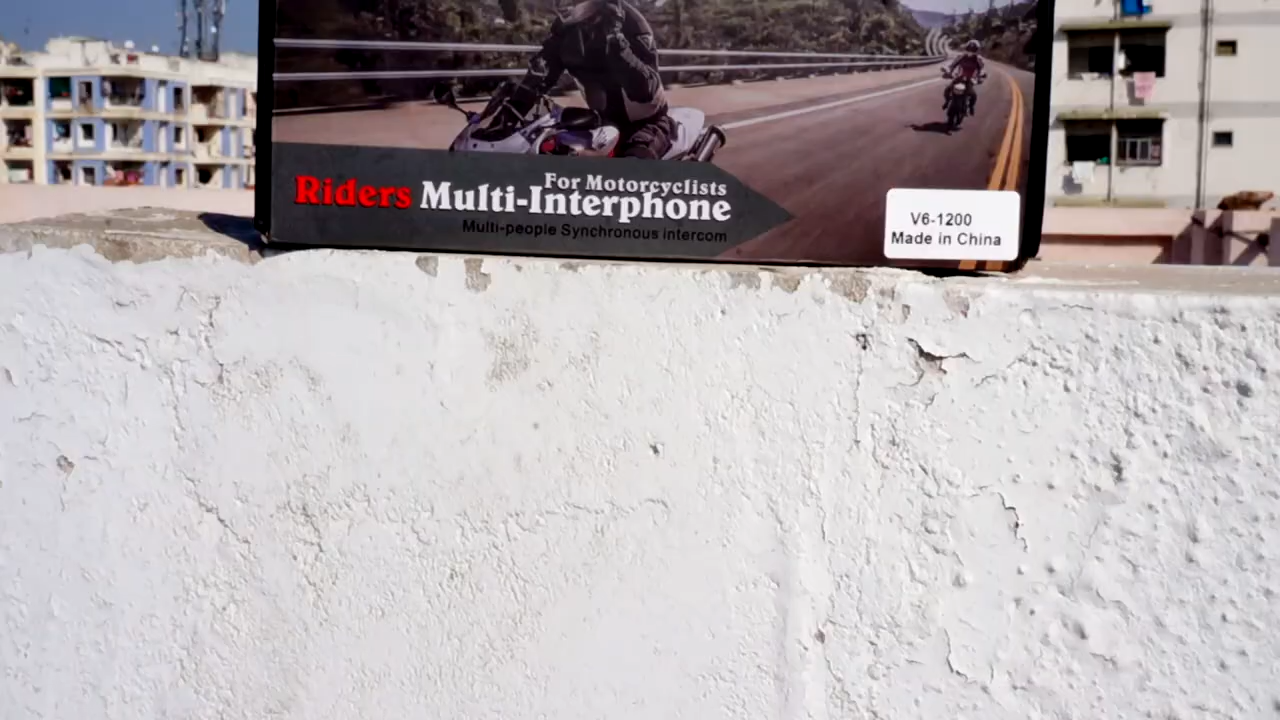 For Motorcyclists
Riders Multi-Interphone
Multi-people Synchronous intercom
V6-1200
Made in China